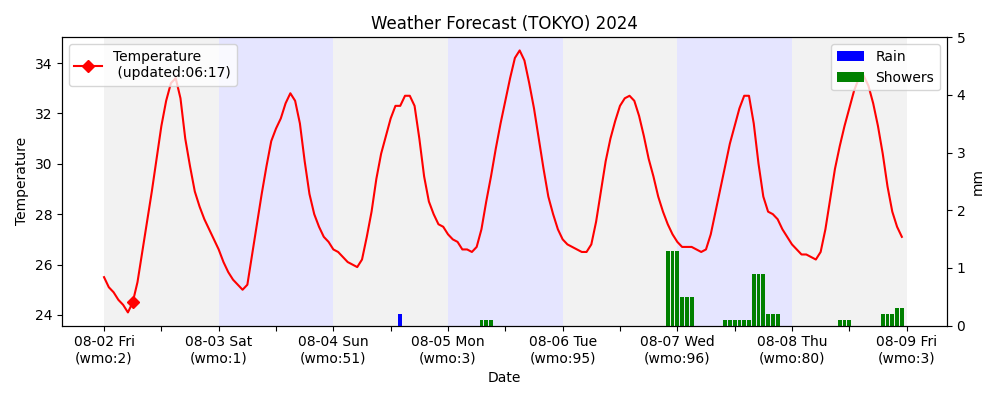 Weather Forecast (TOKYO) 2024
Temperature
(updated:06:17)
Rain
Showers
Temperature
34
32
30
28
26
24
5
4
3
2
1
0
mm
08-02 Fri
(wmo:2)
08-03 Sat
(wmo:1)
08-04 Sun
(wmo:51)
08-05 Mon
(wmo:3)
08-06 Tue
(wmo:95)
08-07 Wed
(wmo:96)
08-08 Thu
(wmo:80)
08-09 Fri
(wmo:3)
Date